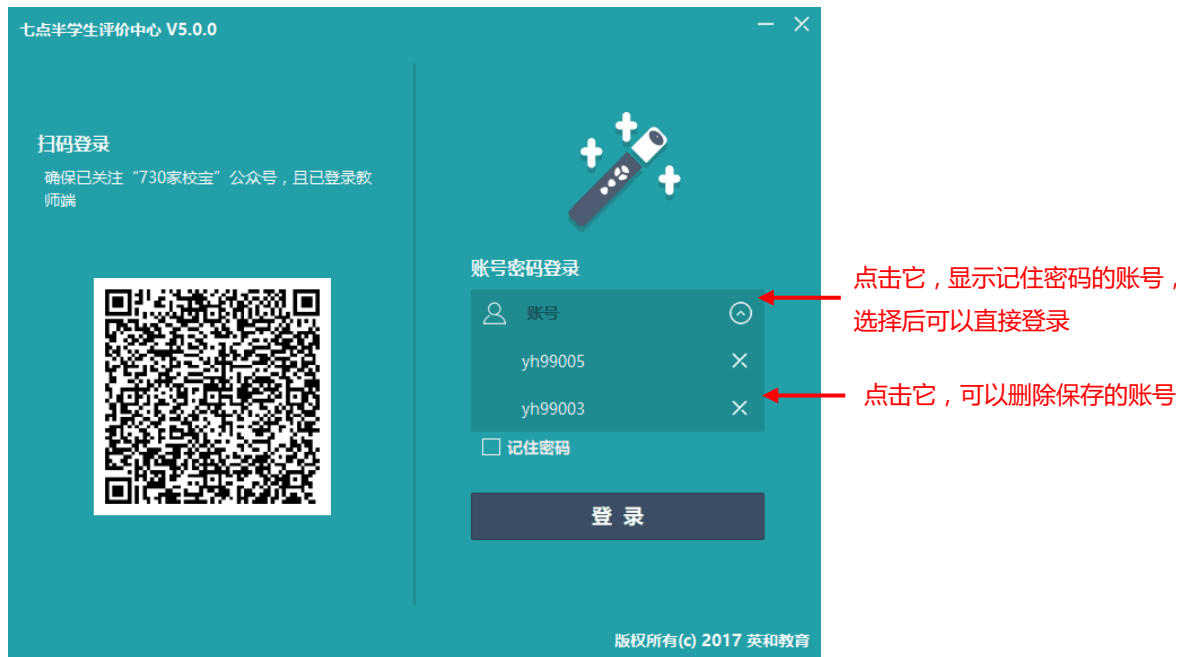 七点半学生评价中心 V5.0.0
扫码登录
确保已关注“730家校宝”公众号，且已登录教
师端
账号密码登录
账号
yh99005
yh99003
记住密码
登 录
版权所有(c) 2017 英和教育
点击它，显示记住密码的账号，
选择后可以直接登录
点击它，可以删除保存的账号